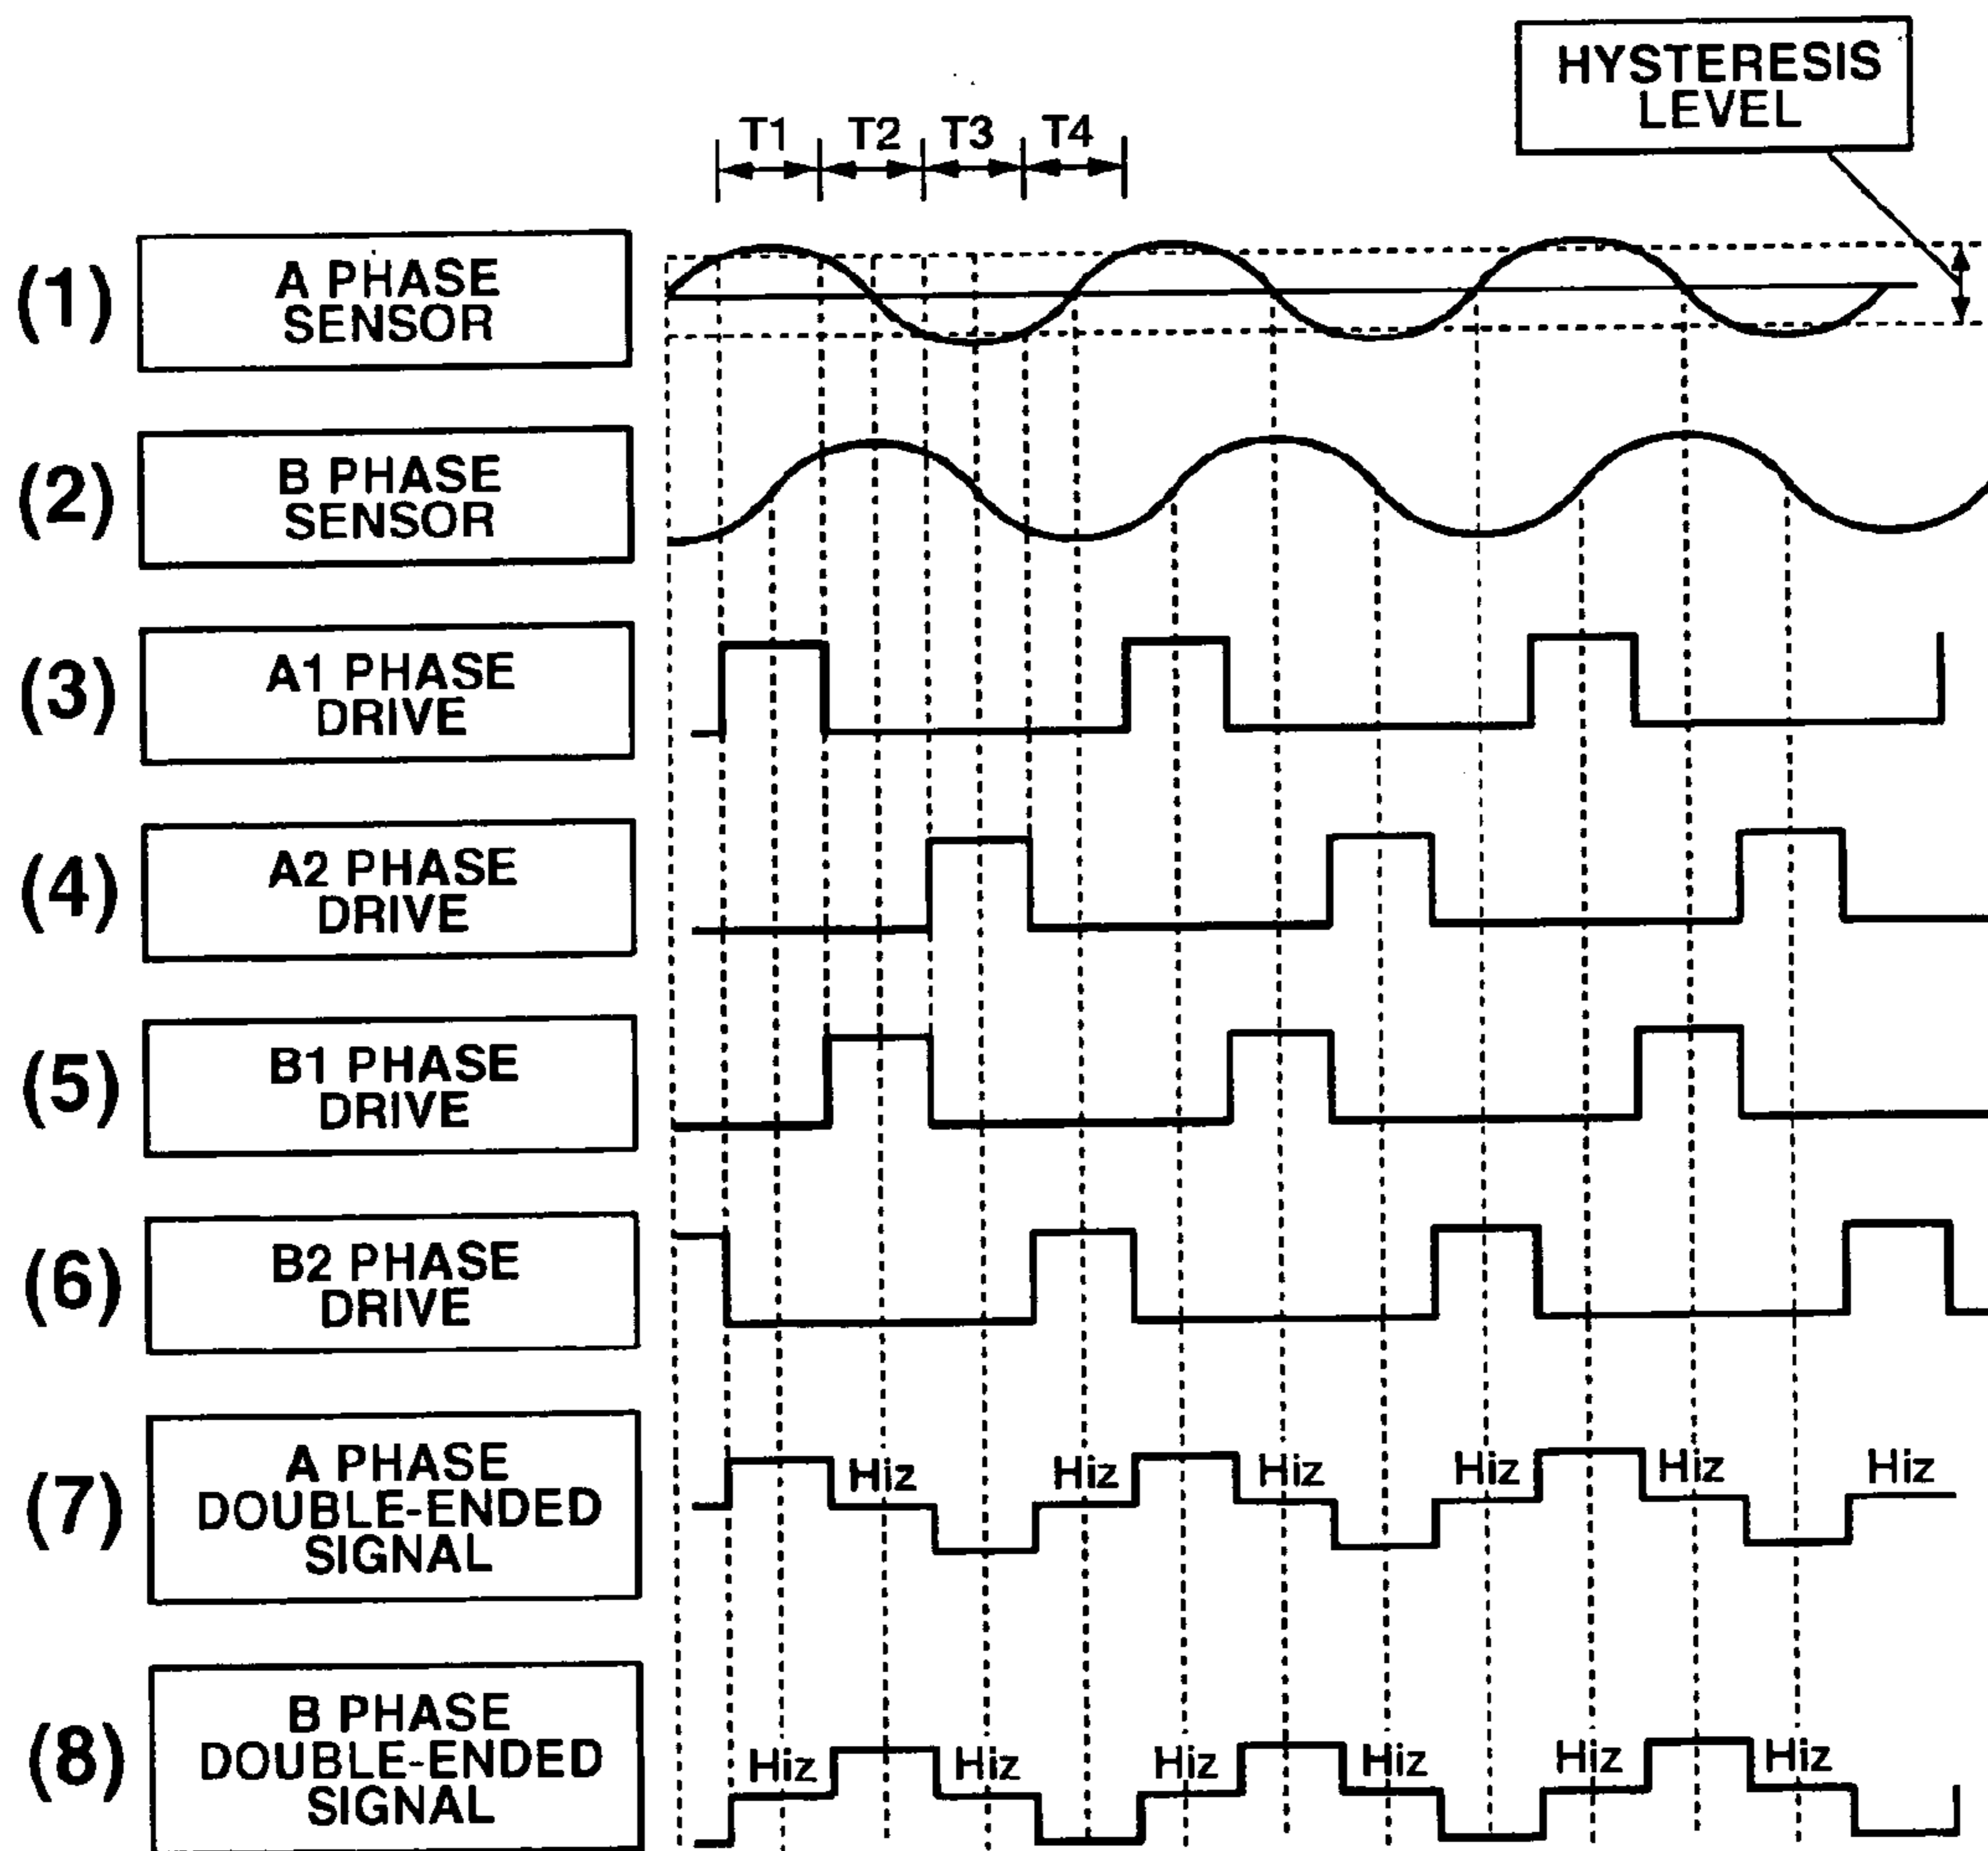 HYSTERESIS
LEVEL
T1 T2 T3 T4
(1) A PHASE
SENSOR
(2) B PHASE
SENSOR
(3) A1 PHASE
DRIVE
(4) A2 PHASE
DRIVE
(5) B1 PHASE
DRIVE
(6) B2 PHASE
DRIVE
(7) A PHASE
DOUBLE-ENDED
SIGNAL
Hiz Hiz Hiz Hiz Hiz Hiz
(8) B PHASE
DOUBLE-ENDED
SIGNAL
Hiz Hiz Hiz Hiz Hiz Hiz